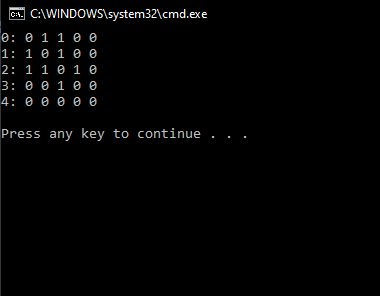 C:\WINDOWS\system32\cmd.exe
0: 0 1 1 0 0
1: 1 0 1 0 0
2: 1 1 0 1 0
3: 0 0 1 0 0
4: 0 0 0 0 0
Press any key to continue . . .